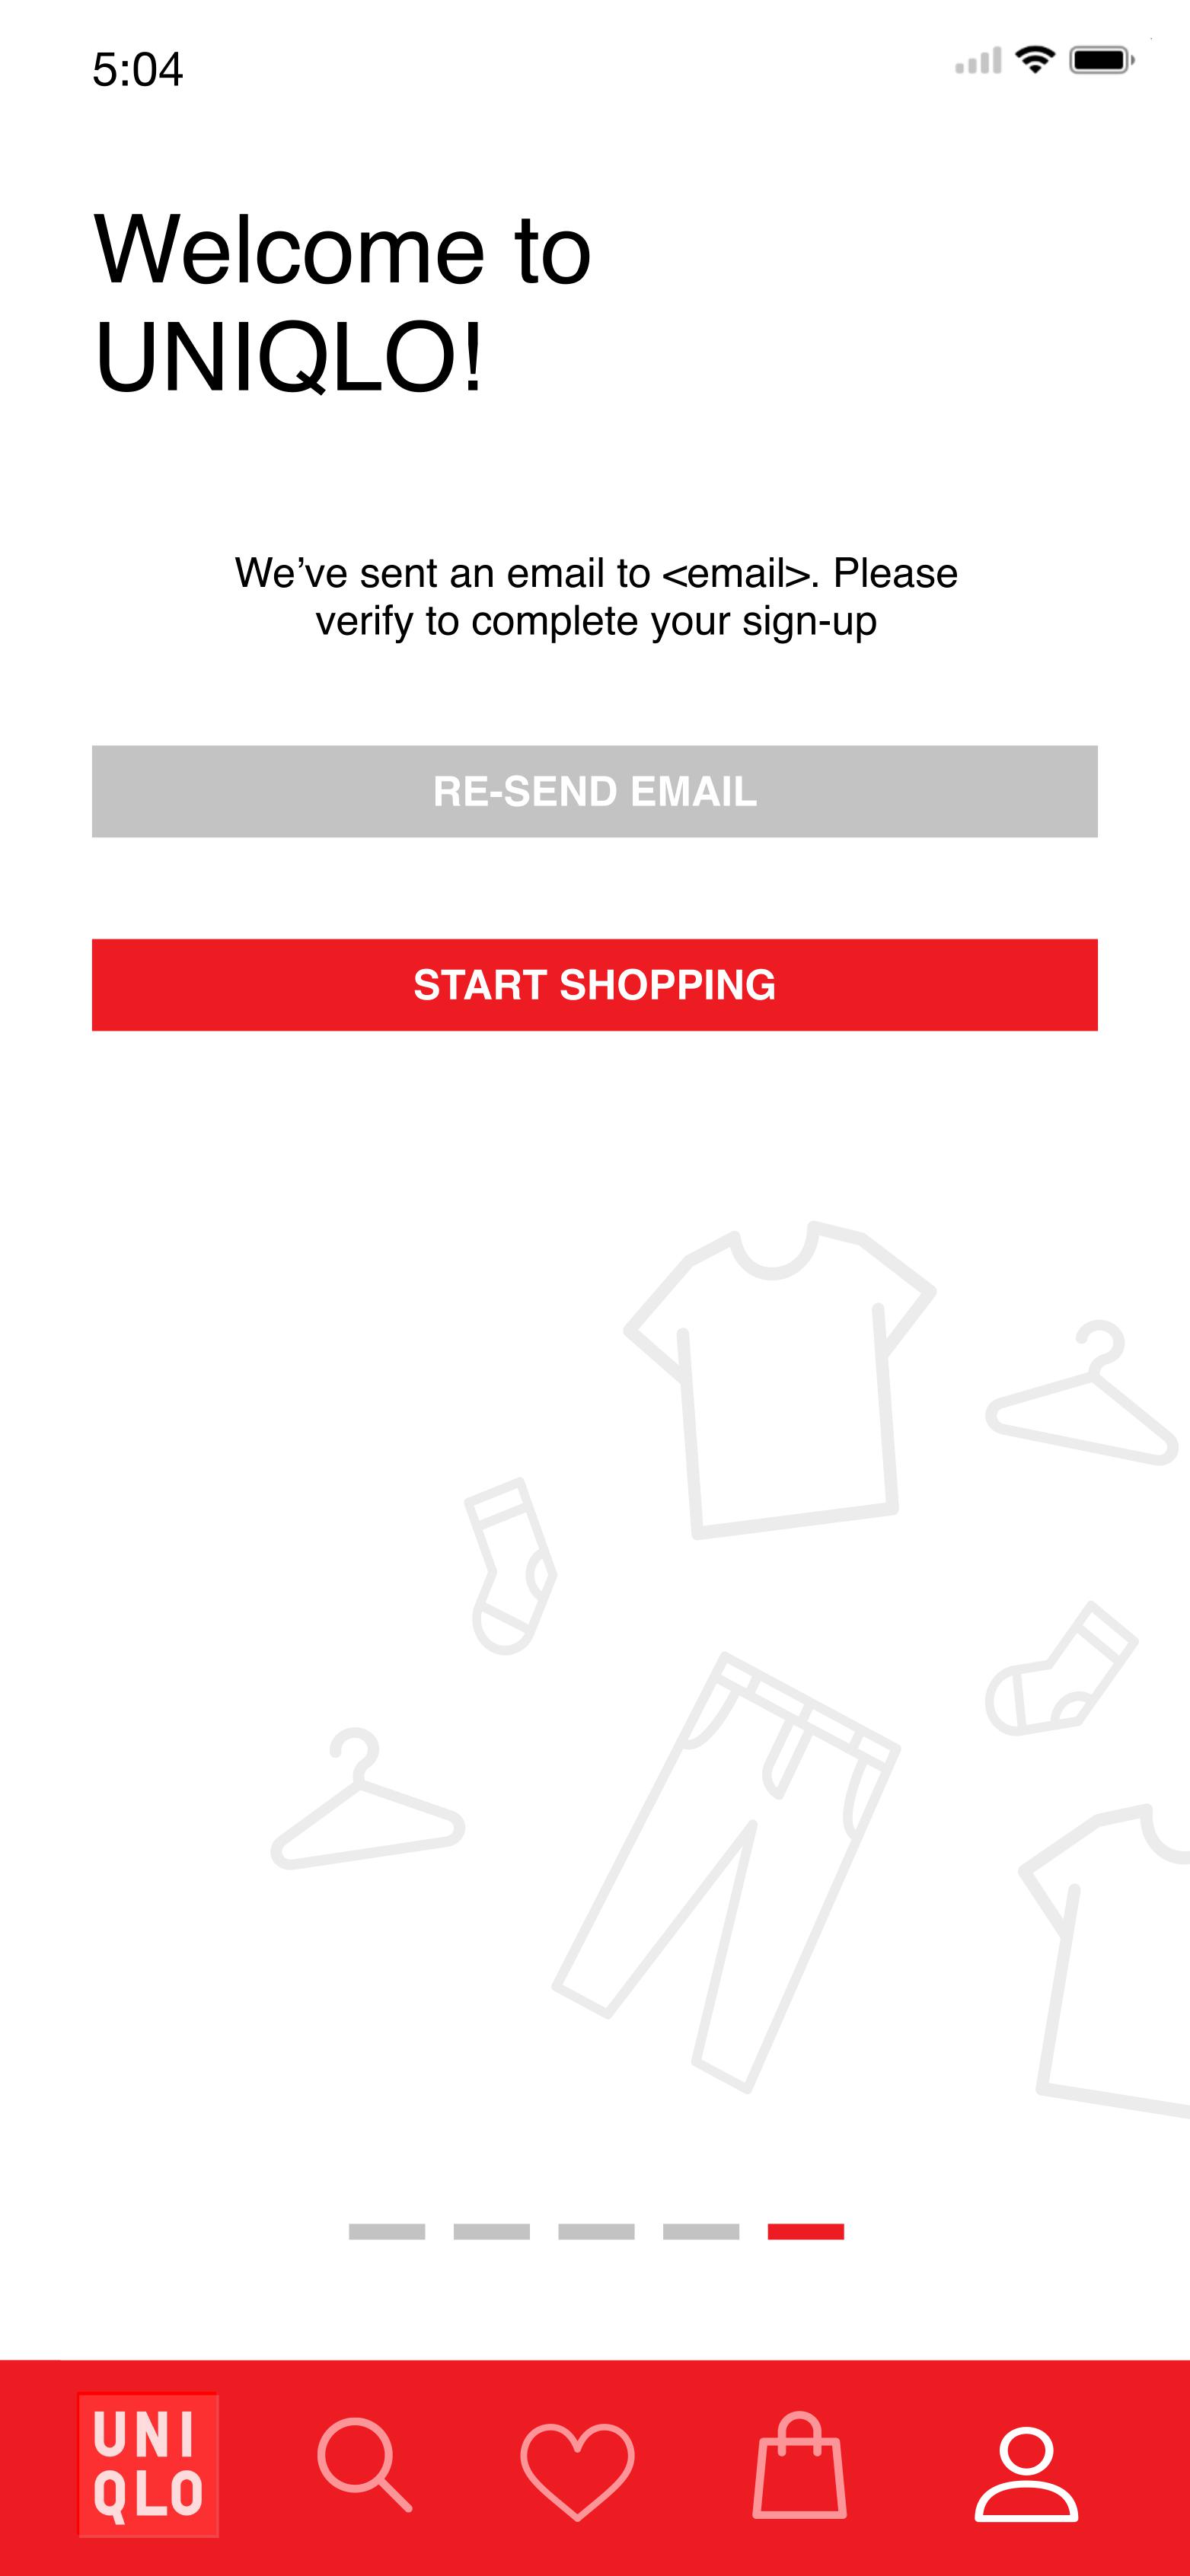 5:04
Welcome to
UNIQLO!
We’ve sent an email to <email>. Please
verify to complete your sign-up
RE-SEND EMAIL
START SHOPPING
UNI
QLO